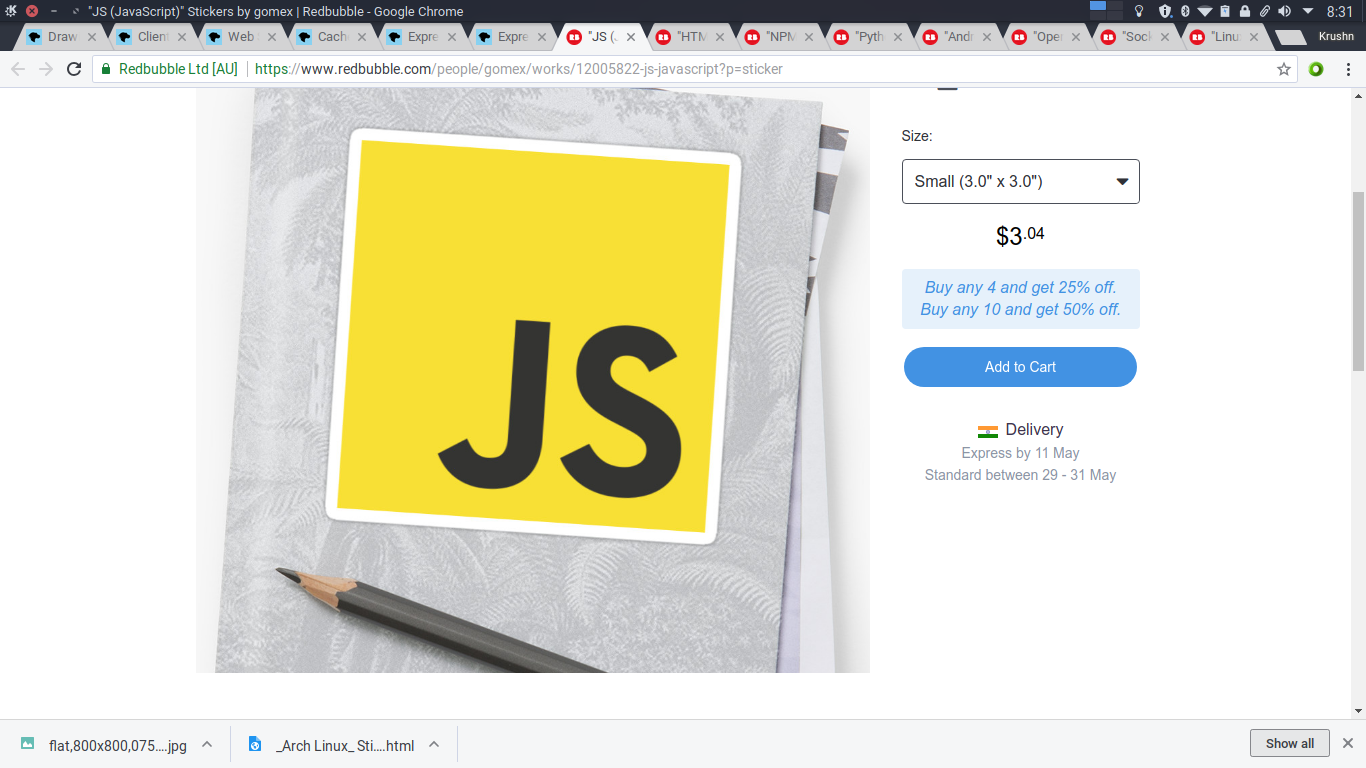 "JS (JavaScript)" Stickers by gomex | Redbubble - Google Chrome
8:31
Draw
Client
Web
Cache
Expre
Expre
"JS (
"HTM
"NPM
"Pyth
"Andr
"Oper
"Sock
"Linu
Krushn
Redbubble Ltd [AU]
https://www.redbubble.com/people/gomex/works/12005822-js-javascript?p=sticker
JS
Size:
Small (3.0" x 3.0")
$3.04
Buy any 4 and get 25% off.
Buy any 10 and get 50% off.
Add to Cart
Delivery
Express by 11 May
Standard between 29 - 31 May
flat,800x800,075....jpg
_Arch Linux_ Sti....html
Show all